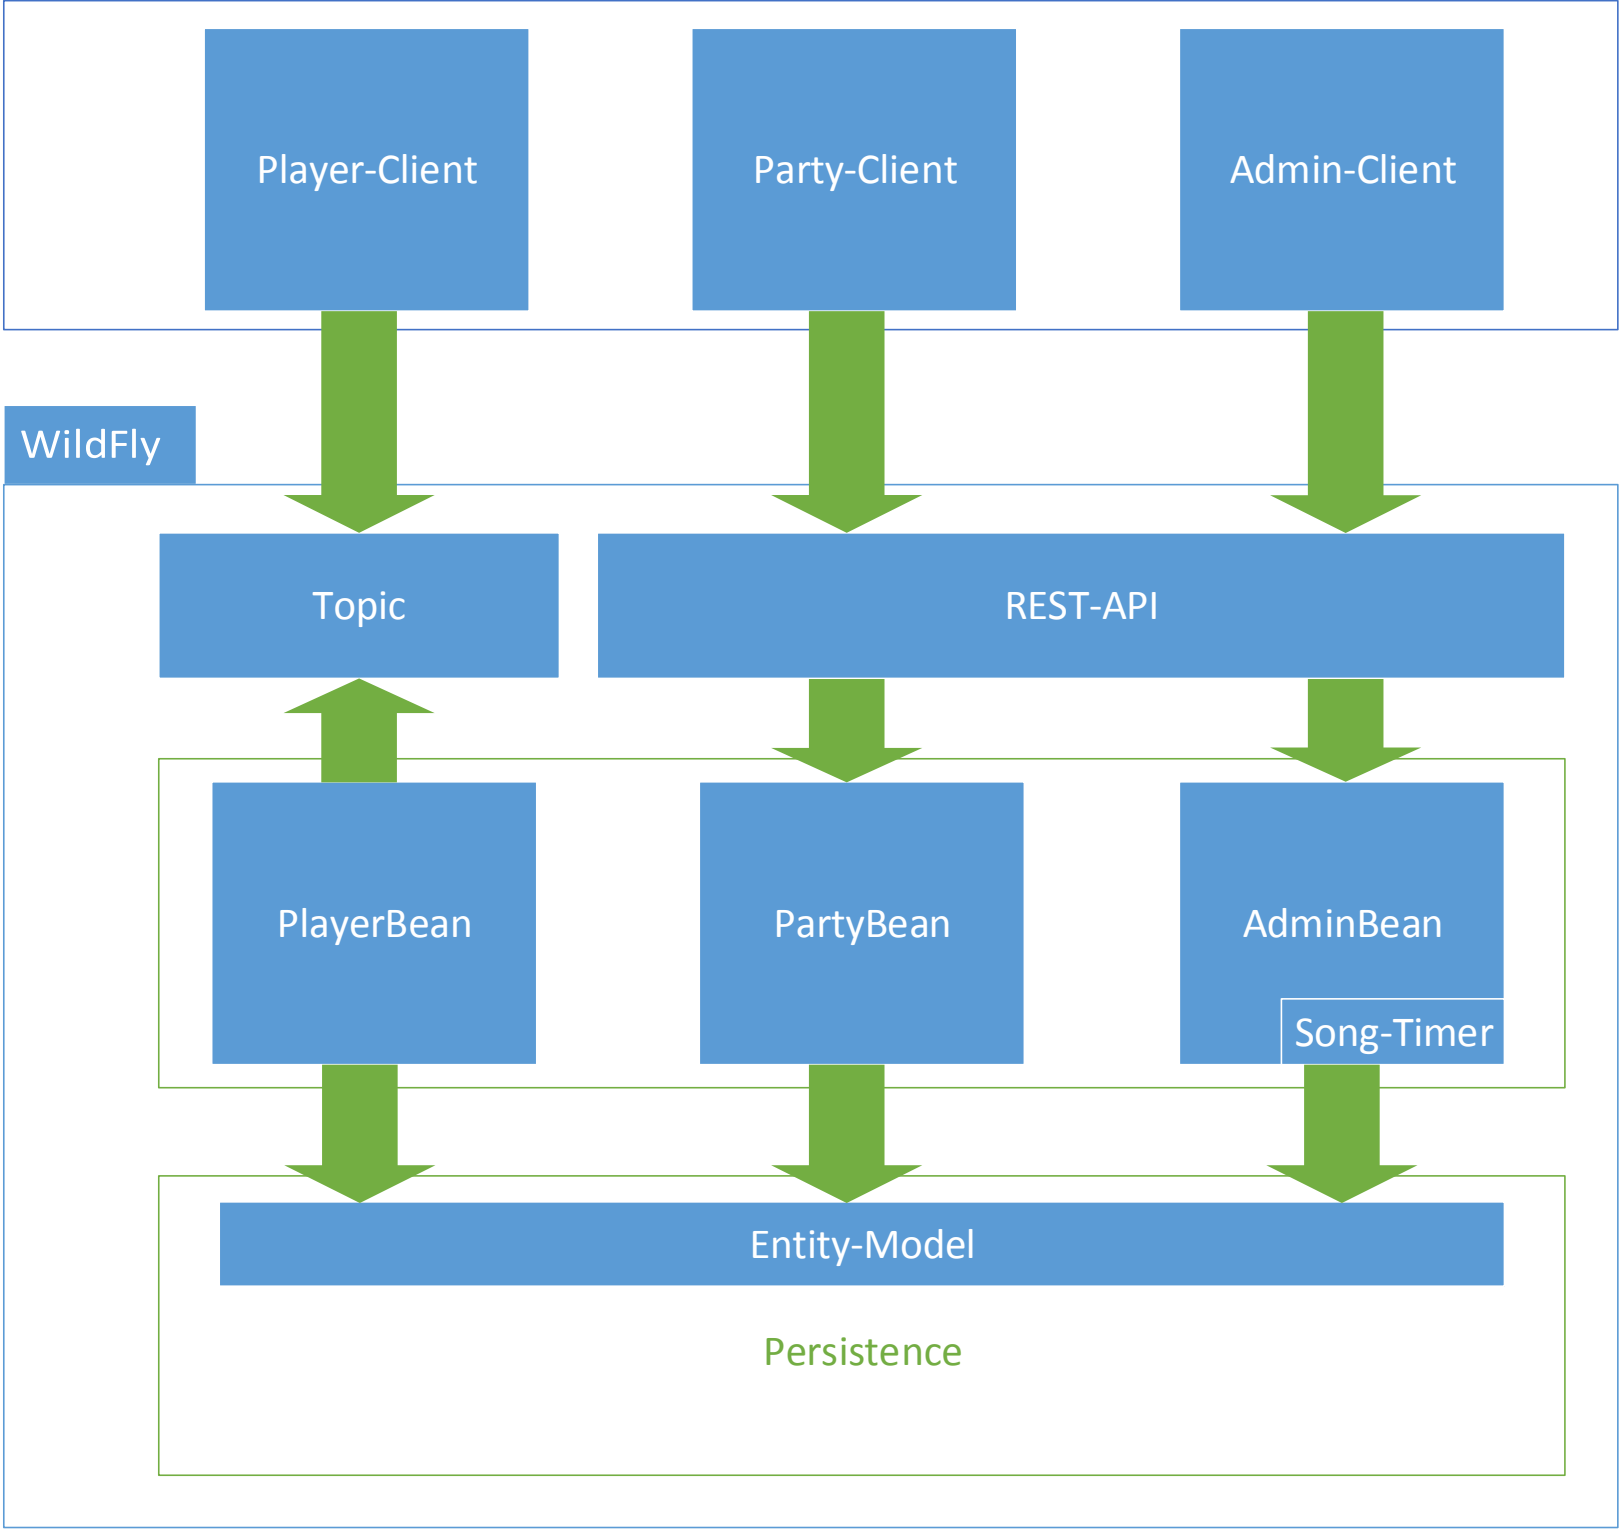 Player-Client
Party-Client
Admin-Client
WildFly
Topic
REST-API
PlayerBean
PartyBean
AdminBean
Song-Timer
Entity-Model
Persistence